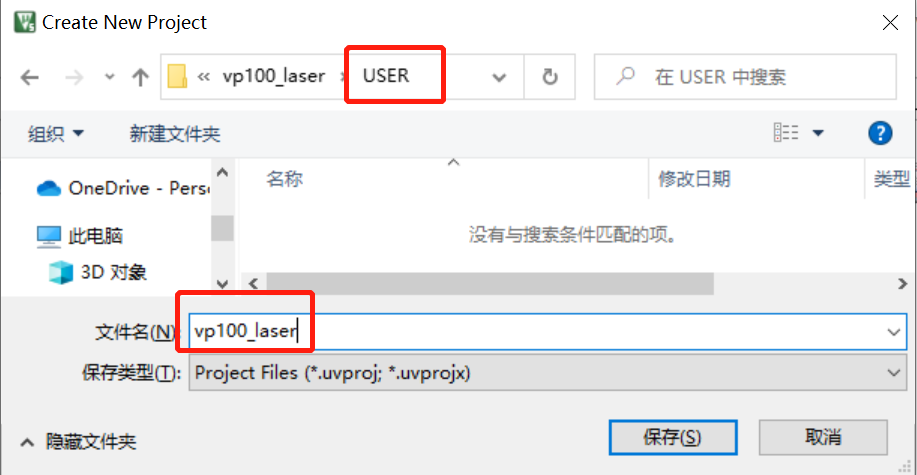 Create New Project
« vp100_laser › USER
在 USER 中搜索
组织 新建文件夹
名称 修改日期 类型
OneDrive - Perso
没有与搜索条件匹配的项。
此电脑
3D 对象
文件名(N): vp100_laser
保存类型(T): Project Files (*.uvproj; *.uvprojx)
隐藏文件夹 保存(S) 取消